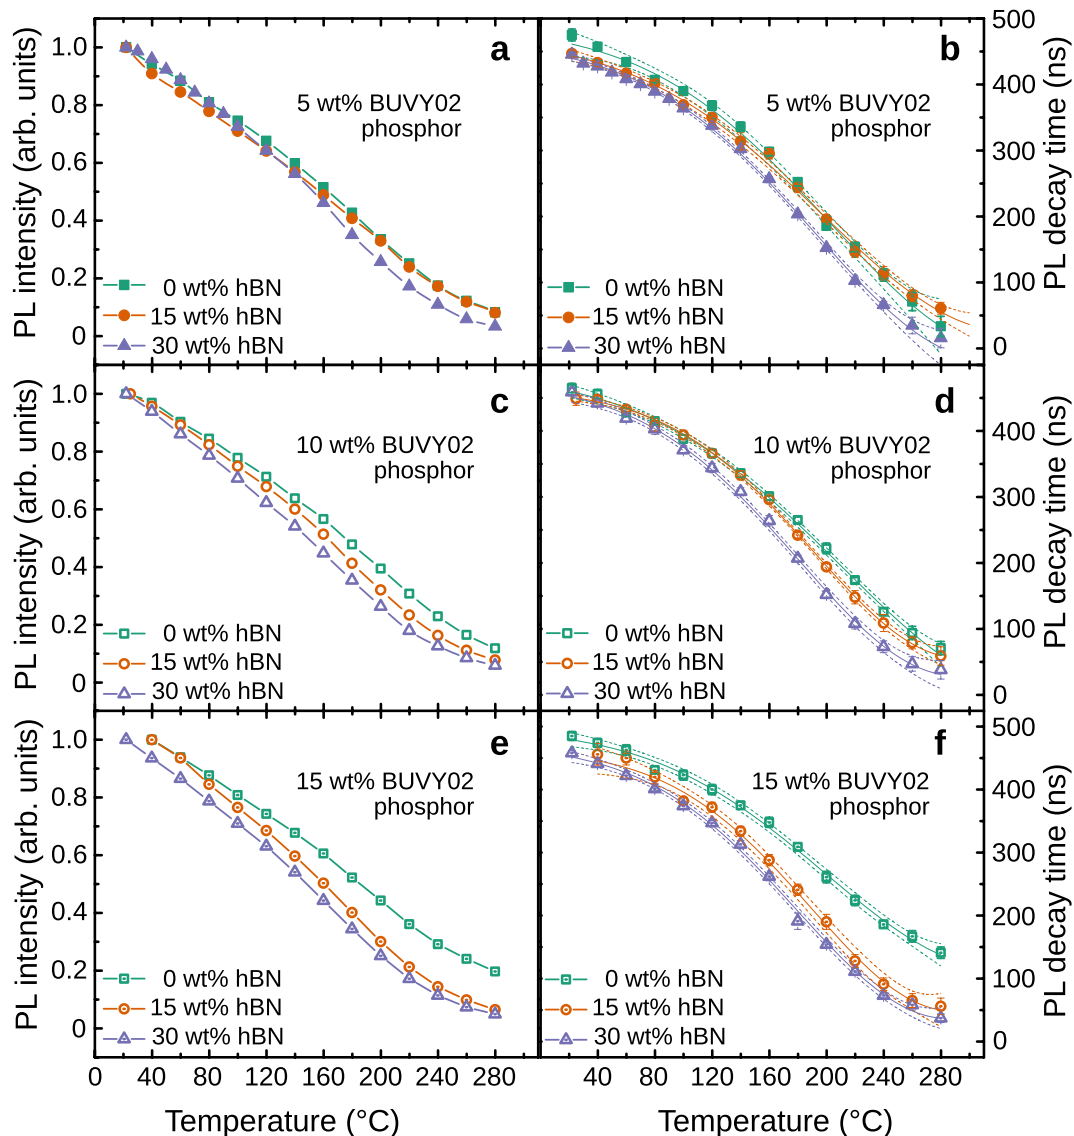 a
5 wt% BUVY02
phosphor
0 wt% hBN
15 wt% hBN
30 wt% hBN
PL intensity (arb. units)
1.0
0.8
0.6
0.4
0.2
0
b
5 wt% BUVY02
phosphor
0 wt% hBN
15 wt% hBN
30 wt% hBN
500
400
300
200
100
0
PL decay time (ns)
c
10 wt% BUVY02
phosphor
0 wt% hBN
15 wt% hBN
30 wt% hBN
PL intensity (arb. units)
1.0
0.8
0.6
0.4
0.2
0
d
10 wt% BUVY02
phosphor
0 wt% hBN
15 wt% hBN
30 wt% hBN
400
300
200
100
0
PL decay time (ns)
e
15 wt% BUVY02
phosphor
0 wt% hBN
15 wt% hBN
30 wt% hBN
PL intensity (arb. units)
1.0
0.8
0.6
0.4
0.2
0
f
15 wt% BUVY02
phosphor
0 wt% hBN
15 wt% hBN
30 wt% hBN
500
400
300
200
100
0
PL decay time (ns)
0 40 80 120 160 200 240 280
40 80 120 160 200 240 280
Temperature (°C)
Temperature (°C)